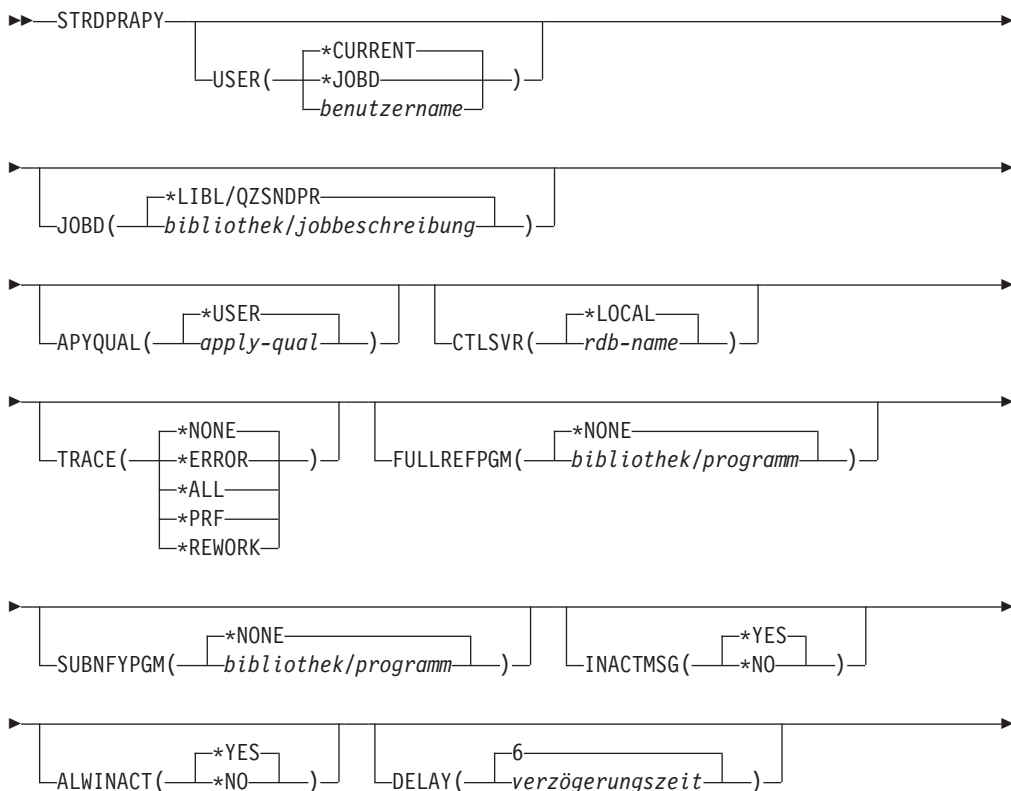 STRDPRAPY
*CURRENT
USER( *JOBD )
benutzername
*LIBL/QZSNDPR
JOBD( bibliothek/jobbeschreibung )
*USER *LOCAL
APYQUAL( apply-qual ) CTLSVR( rdb-name )
*NONE *NONE
TRACE( *ERROR ) FULLREFPGM( bibliothek/programm )
*ALL
*PRF
*REWORK
*NONE *YES
SUBNFYPGM( bibliothek/programm ) INACTMSG( *NO )
*YES 6
ALWINACT( *NO ) DELAY( verzögerungszeit )